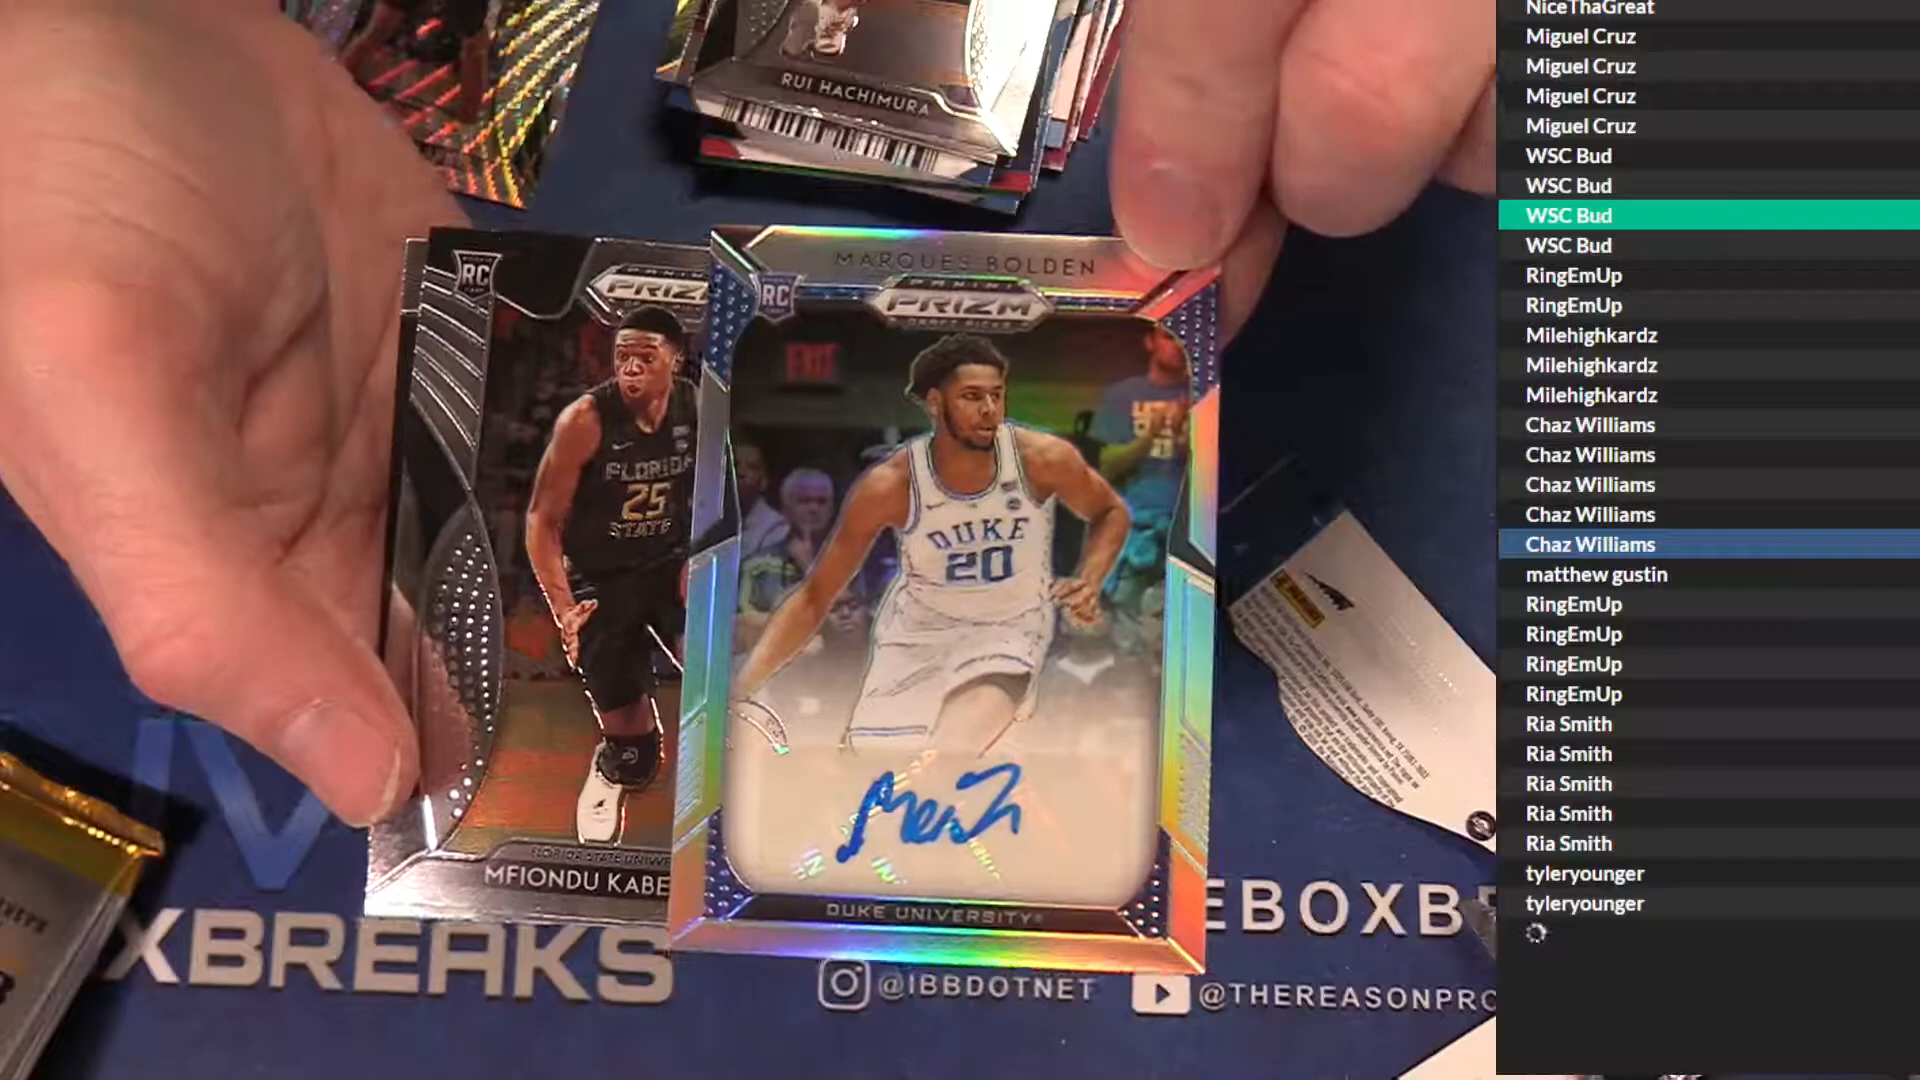 RUI HACHIMURA
RC
PRIZ
FLORIDA
25
STATE
MFIONDU KABE
MARQUES BOLDEN
RC
PANINI
PRIZM
DRAFT PICKS
EXIT
DUKE
20
DUKE UNIVERSITY
XBREAKS
EBOXB
@IBBDOTNET
@THEREASONPRO
NiceThaGreat
Miguel Cruz
Miguel Cruz
Miguel Cruz
Miguel Cruz
WSC Bud
WSC Bud
WSC Bud
WSC Bud
RingEmUp
RingEmUp
Milehighkardz
Milehighkardz
Milehighkardz
Chaz Williams
Chaz Williams
Chaz Williams
Chaz Williams
Chaz Williams
matthew gustin
RingEmUp
RingEmUp
RingEmUp
RingEmUp
Ria Smith
Ria Smith
Ria Smith
Ria Smith
Ria Smith
tyleryounger
tyleryounger